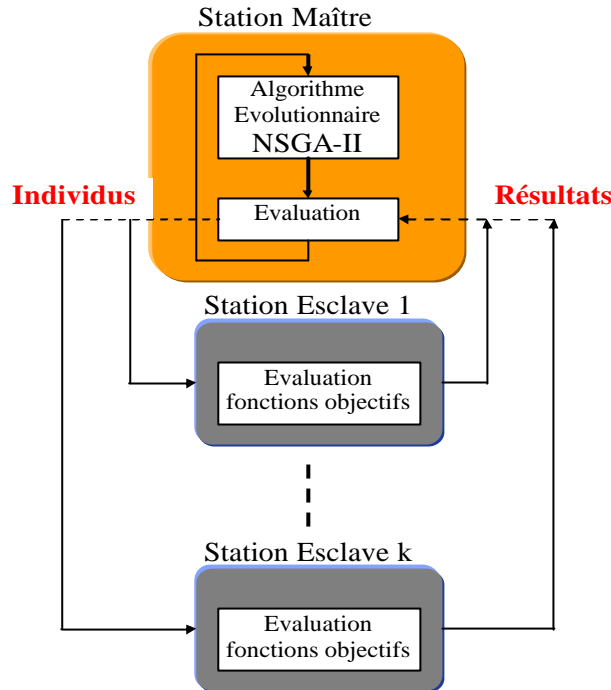 Station Maître
Algorithme
Evolutionnaire
NSGA-II
Individus
Evaluation
Résultats
Station Esclave 1
Evaluation
fonctions objectifs
Station Esclave k
Evaluation
fonctions objectifs